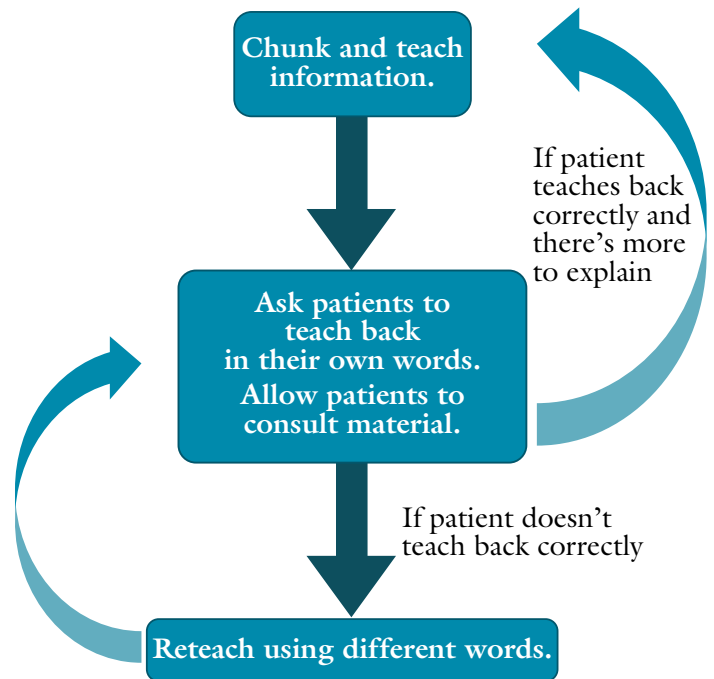 Chunk and teach
information.
If patient
teaches back
correctly and
there's more
to explain
Ask patients to
teach back
in their own words.
Allow patients to
consult material.
If patient doesn't
teach back correctly
Reteach using different words.